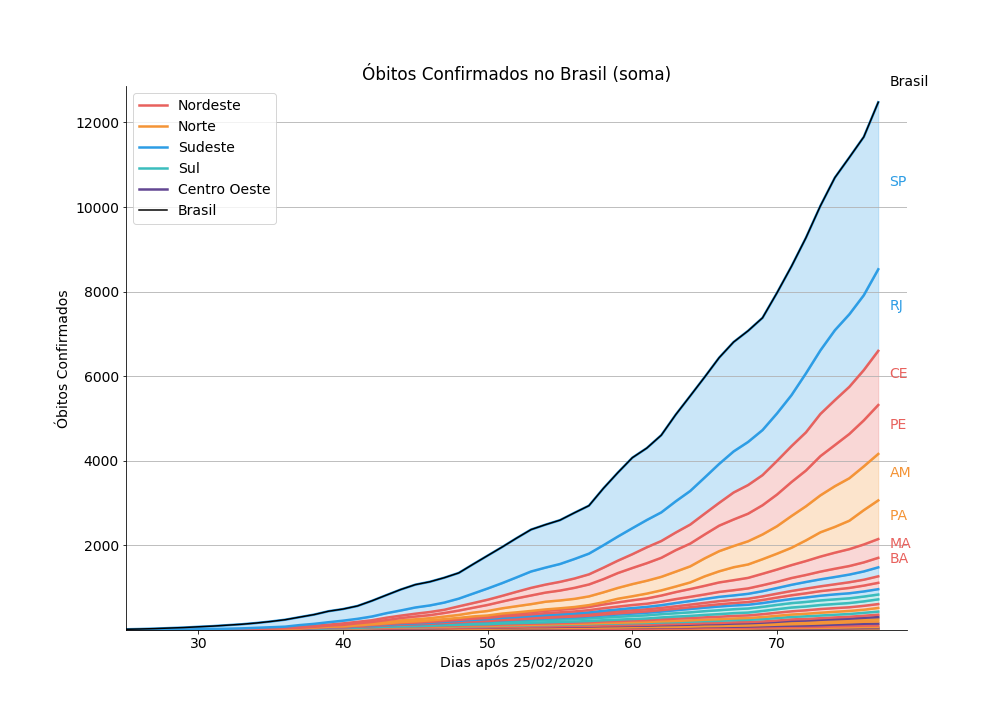 Óbitos Confirmados no Brasil (soma)
Brasil
Nordeste
Norte
Sudeste
Sul
Centro Oeste
Brasil
12000
10000
8000
6000
4000
2000
Óbitos Confirmados
SP
RJ
CE
PE
AM
PA
MA
BA
30
40
50
60
70
Dias após 25/02/2020